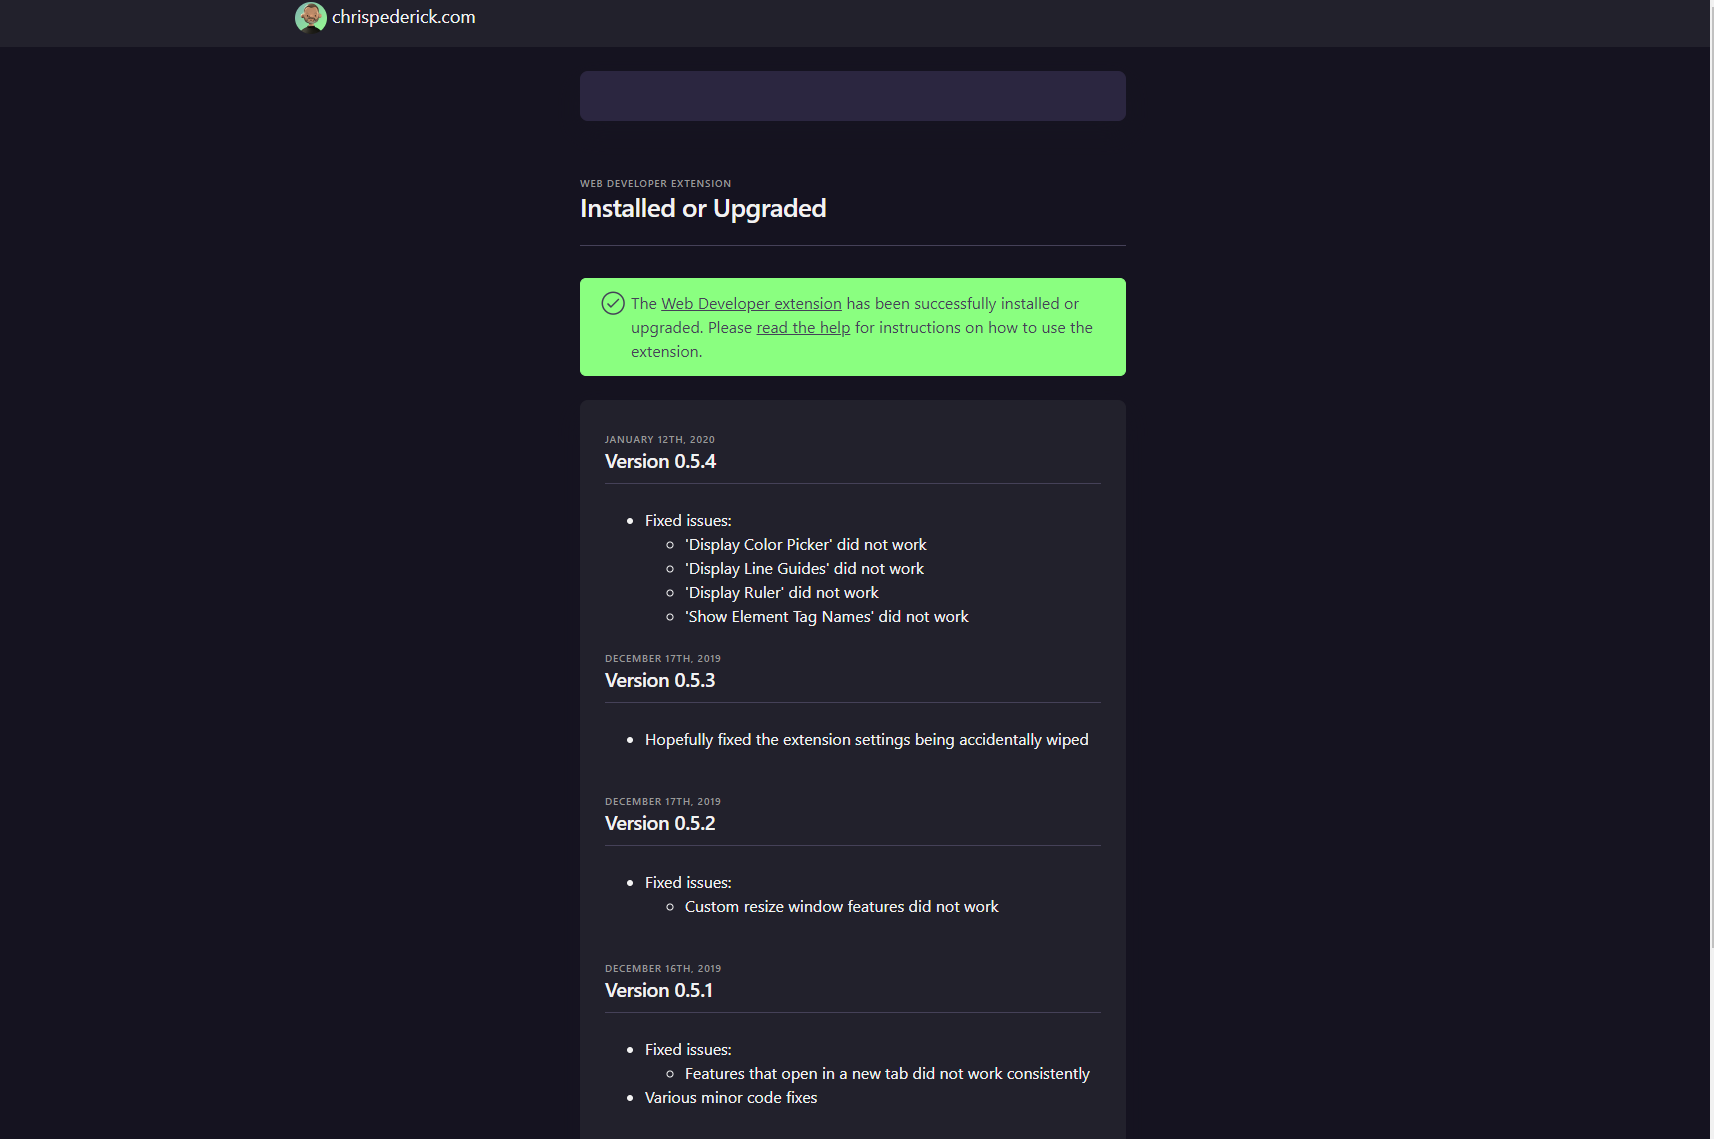 chrispederick.com
WEB DEVELOPER EXTENSION
Installed or Upgraded
The Web Developer extension has been successfully installed or
upgraded. Please read the help for instructions on how to use the
extension.
JANUARY 12TH, 2020
Version 0.5.4
Fixed issues:
'Display Color Picker' did not work
'Display Line Guides' did not work
'Display Ruler' did not work
'Show Element Tag Names' did not work
DECEMBER 17TH, 2019
Version 0.5.3
Hopefully fixed the extension settings being accidentally wiped
DECEMBER 17TH, 2019
Version 0.5.2
Fixed issues:
Custom resize window features did not work
DECEMBER 16TH, 2019
Version 0.5.1
Fixed issues:
Features that open in a new tab did not work consistently
Various minor code fixes